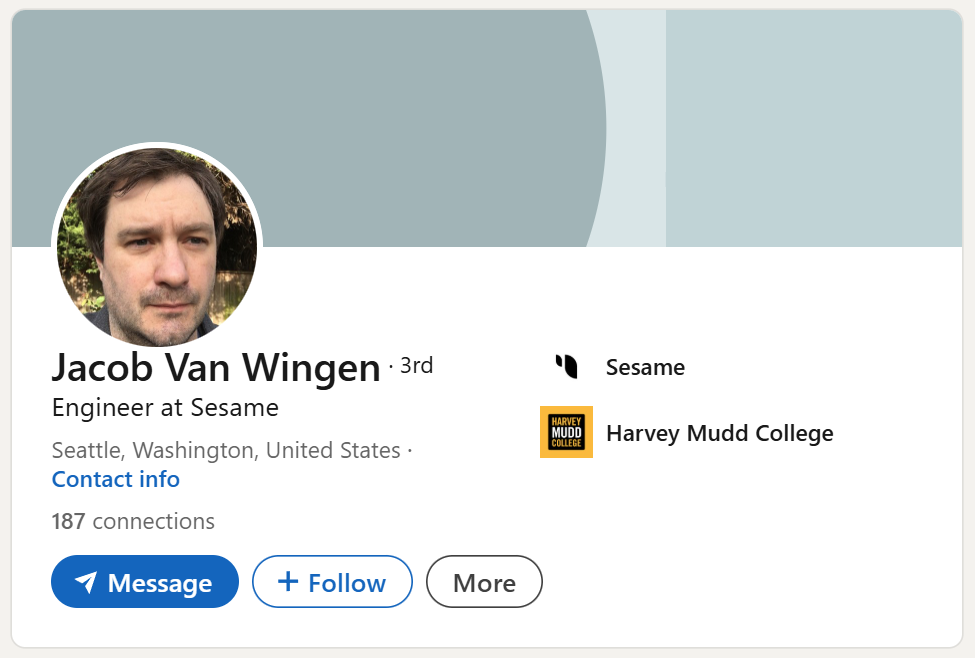 Jacob Van Wingen · 3rd
Engineer at Sesame
Seattle, Washington, United States ·
Contact info
187 connections
Message
Follow
More
Sesame
HARVEY
MUDD
COLLEGE
Harvey Mudd College